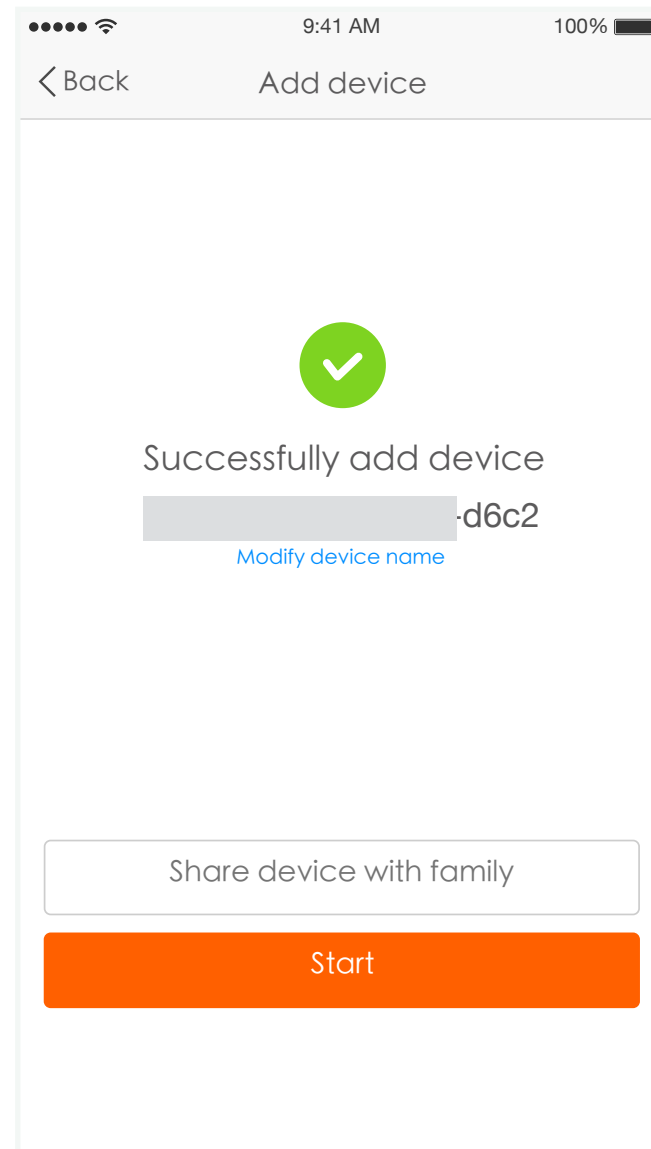 9:41 AM 100%
Back Add device
Successfully add device
-d6c2
Modify device name
Share device with family
Start